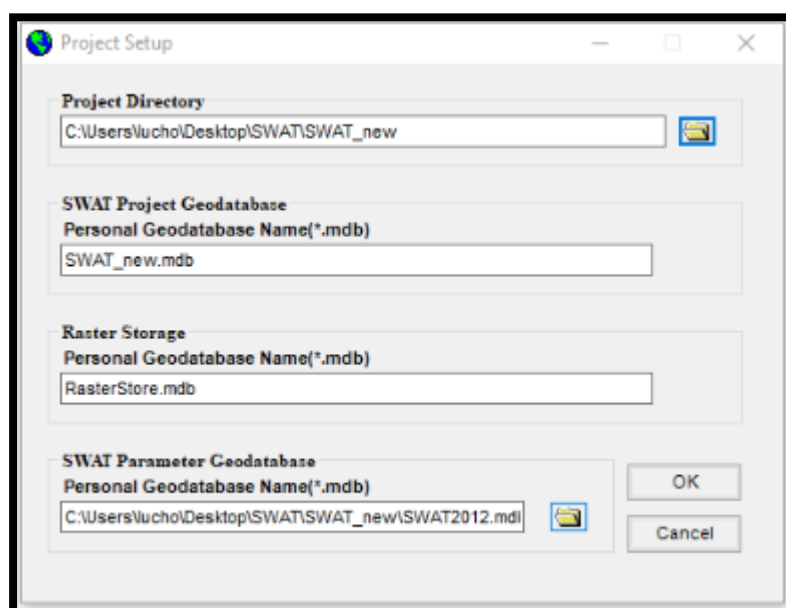 Project Setup
Project Directory
C:\Users\lucho\Desktop\SWAT\SWAT_new
SWAT Project Geodatabase
Personal Geodatabase Name(*.mdb)
SWAT_new.mdb
Raster Storage
Personal Geodatabase Name(*.mdb)
RasterStore.mdb
SWAT Parameter Geodatabase
Personal Geodatabase Name(*.mdb)
OK
C:\Users\lucho\Desktop\SWAT\SWAT_new\SWAT2012.mdl
Cancel